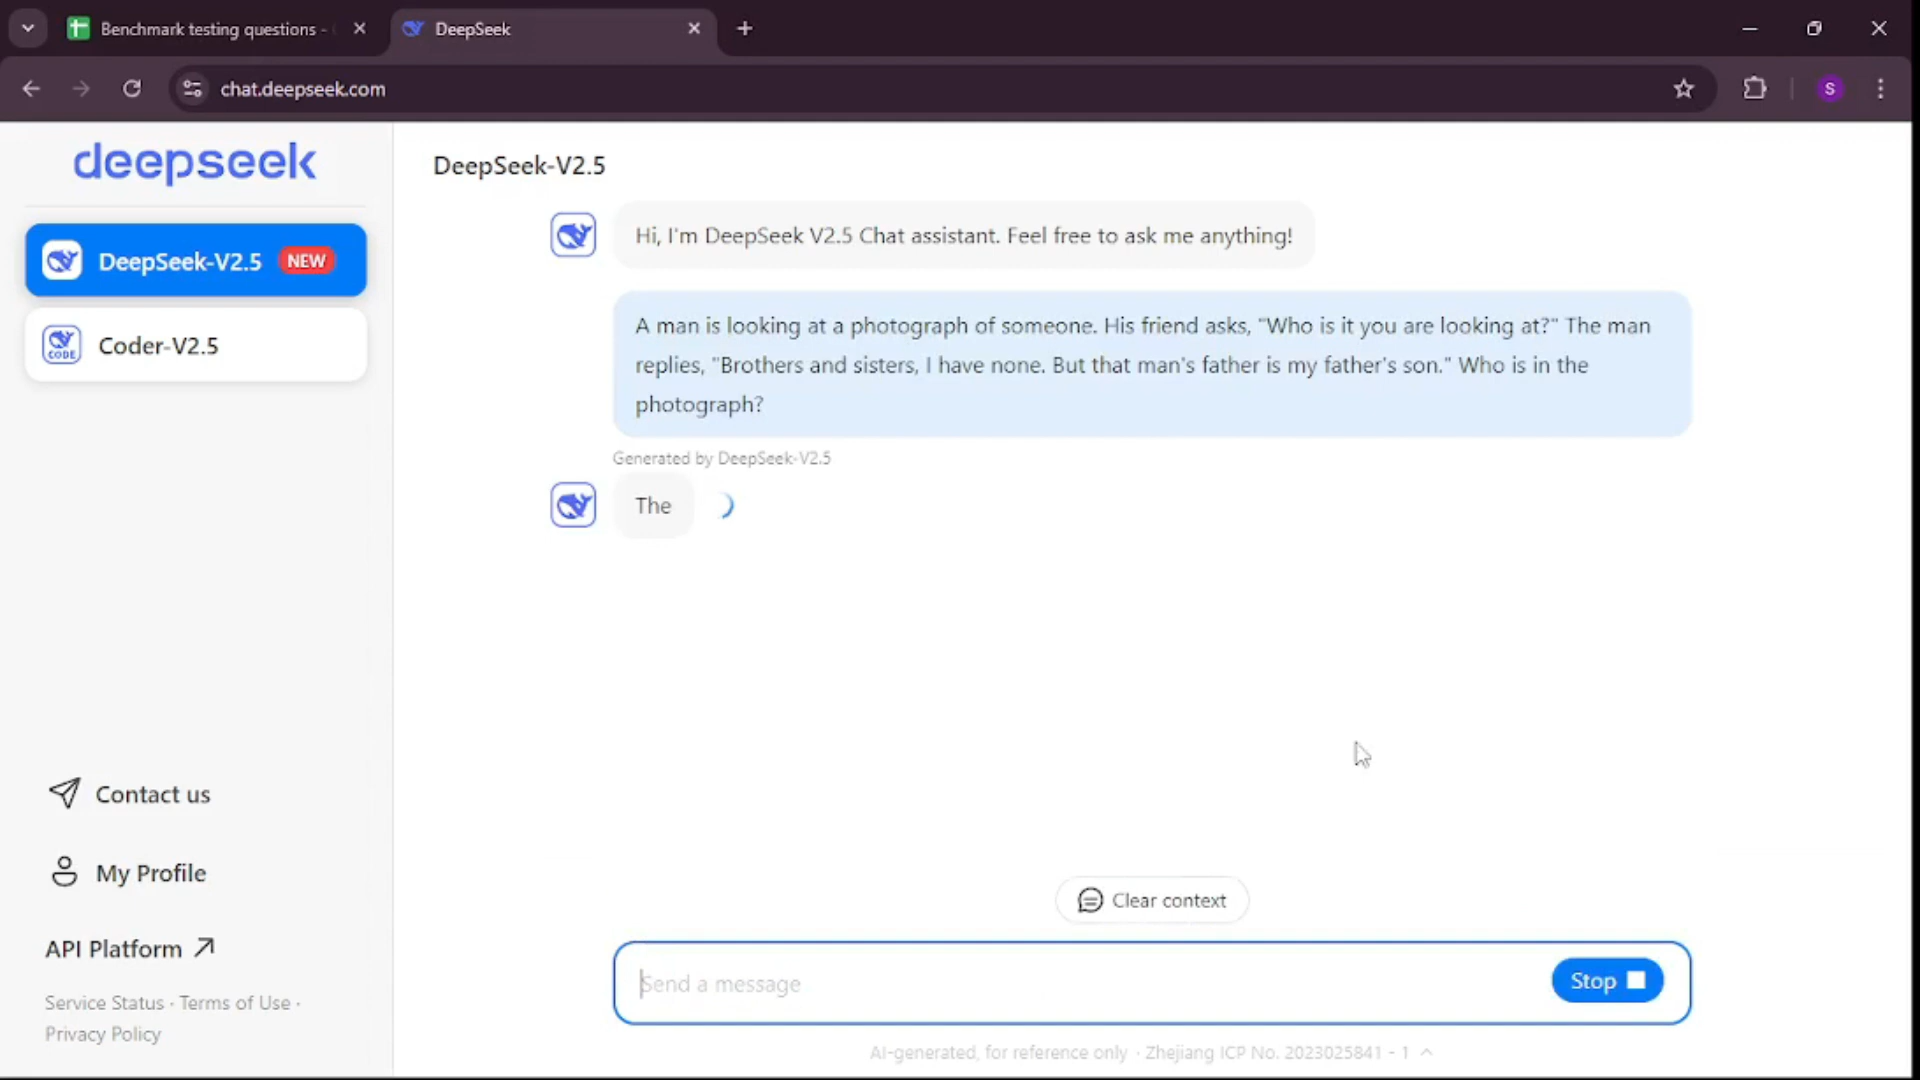 Benchmark testing questions -
DeepSeek
chat.deepseek.com
S
deepseek
DeepSeek-V2.5 NEW
CODE
Coder-V2.5
Contact us
My Profile
API Platform
Service Status · Terms of Use ·
Privacy Policy
DeepSeek-V2.5
Hi, I'm DeepSeek V2.5 Chat assistant. Feel free to ask me anything!
A man is looking at a photograph of someone. His friend asks, "Who is it you are looking at?" The man
replies, "Brothers and sisters, I have none. But that man's father is my father's son." Who is in the
photograph?
Generated by DeepSeek-V2.5
The
Clear context
Send a message
Stop
AI-generated, for reference only · Zhejiang ICP No. 2023025841 - 1